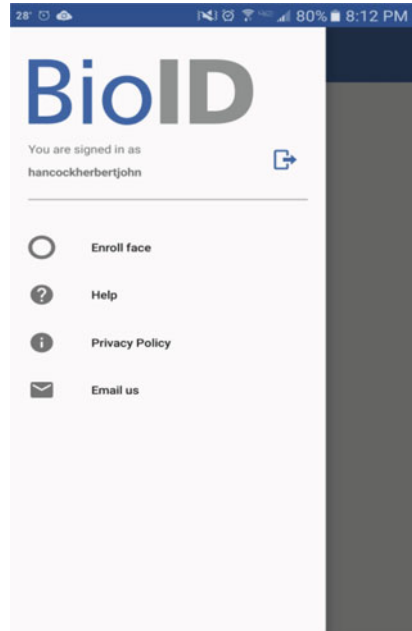 28° 80% 8:12 PM
BioID
You are signed in as
hancockherbertjohn
Enroll face
Help
Privacy Policy
Email us